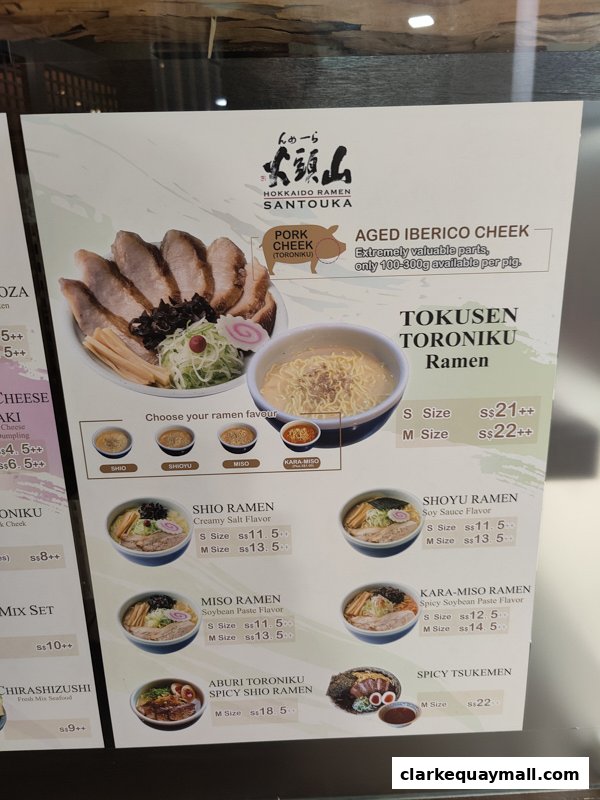 らーめん
山頭火
HOKKAIDO RAMEN
SANTOUKA
PORK
CHEEK
(TORONIKU)
AGED IBERICO CHEEK
Extremely valuable parts,
only 100-300g available per pig.
TOKUSEN
TORONIKU
Ramen
S Size S$21++
M Size S$22++
Choose your ramen favour
SHIO
SHIOYU
MISO
KARA-MISO
SHIO RAMEN
Creamy Salt Flavor
S Size S$11.5++
M Size S$13.5++
SHOYU RAMEN
Soy Sauce Flavor
S Size S$11.5++
M Size S$13.5++
MISO RAMEN
Soybean Paste Flavor
S Size S$11.5++
M Size S$13.5++
KARA-MISO RAMEN
Spicy Soybean Paste Flavor
S Size S$12.5++
M Size S$14.5++
ABURI TORONIKU
SPICY SHIO RAMEN
M Size S$18.5++
SPICY TSUKEMEN
M Size S$22++
OZA
5++
5++
CHEESE
AKI
Cheese
umpling
4.5++
S$6.5++
ONIKU
Cheek
S$8++
MIX SET
S$10++
CHIRASHIZUSHI
Fresh Mix Seafood
S$9++
clarkequaymall.com